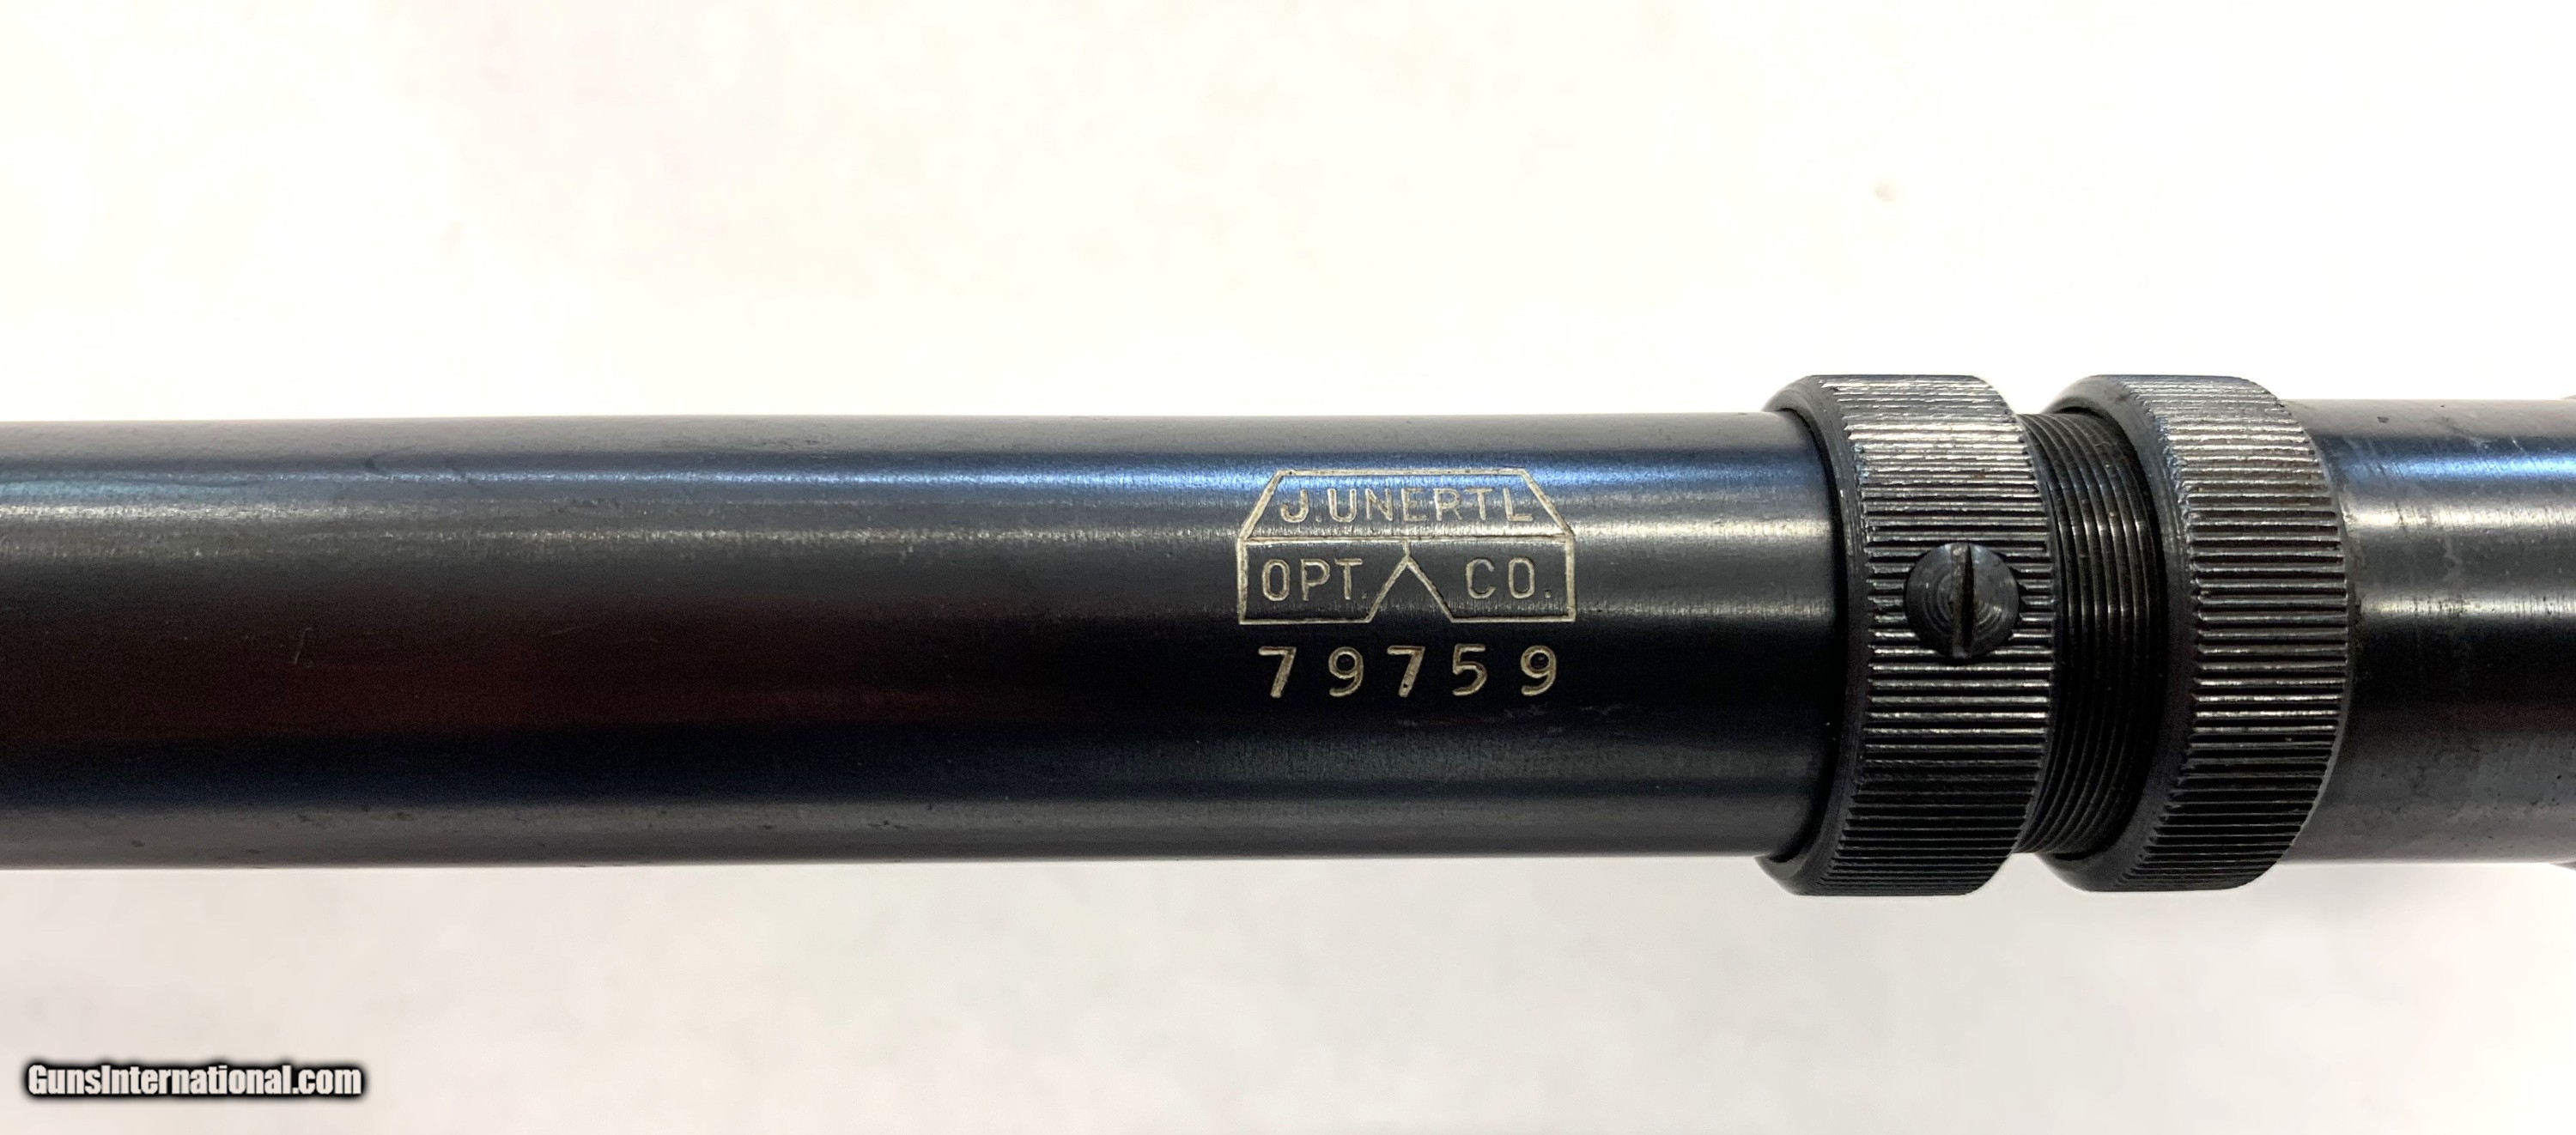 J.UNERTL
OPT. CO.
79759
GunsInternational.com